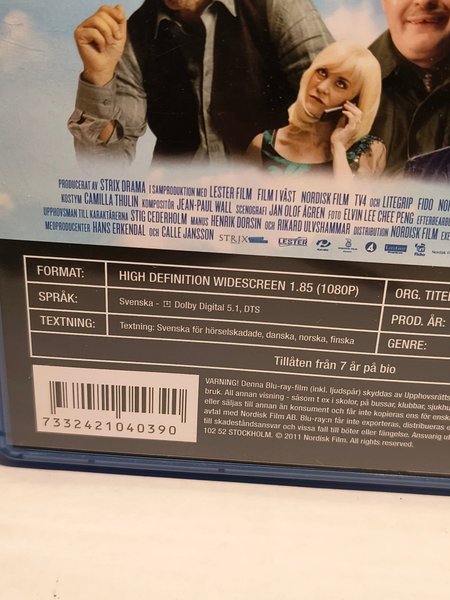 PRODUCERAT AV STRIX DRAMA I SAMPRODUKTION MED LESTER FILM FILM I VÄST NORDISK FILM TV4 OCH LITEGRIP FIDO
KOSTYM CAMILLA THULIN KOMPOSITÖR JEAN-PAUL WALL SCENOGRAFI JAN OLOF ÅGREN FOTO ELVIN LEE CHEE PENG
UPPHOVSMAN TILL KARAKTÄRERNA STIG CEDERHOLM MANUS HENRIK DORSIN OCH RIKARD ULVSHAMMAR DISTRIBUTION NORDISK FILM
MEDPRODUCENTER HANS ERKENDAL OCH CALLE JANSSON STRIX LESTER
FORMAT: HIGH DEFINITION WIDESCREEN 1.85 (1080P) ORG. TITE
SPRÅK: Svenska - Dolby Digital 5.1, DTS PROD. ÅR:
TEXTNING: Textning: Svenska för hörselskadade, danska, norska, finska GENRE:
Tillåten från 7 år på bio
VARNING! Denna Blu-ray-film (inkl. ljudspår) skyddas av Upphovsrätts
bruk. All annan visning - såsom t ex i skolor, på bussar, klubbar, sjukhu
eller säljas till annan än konsument och får inte kopieras ens för ensk
avtal med Nordisk Film AB. Blu-ray:n får inte exporteras, distribueras
till skadeståndsansvar och vissa fall till böter eller fängelse. Ansvarig
102 52 STOCKHOLM. © 2011 Nordisk Film. All rights reserved.
7332421040390